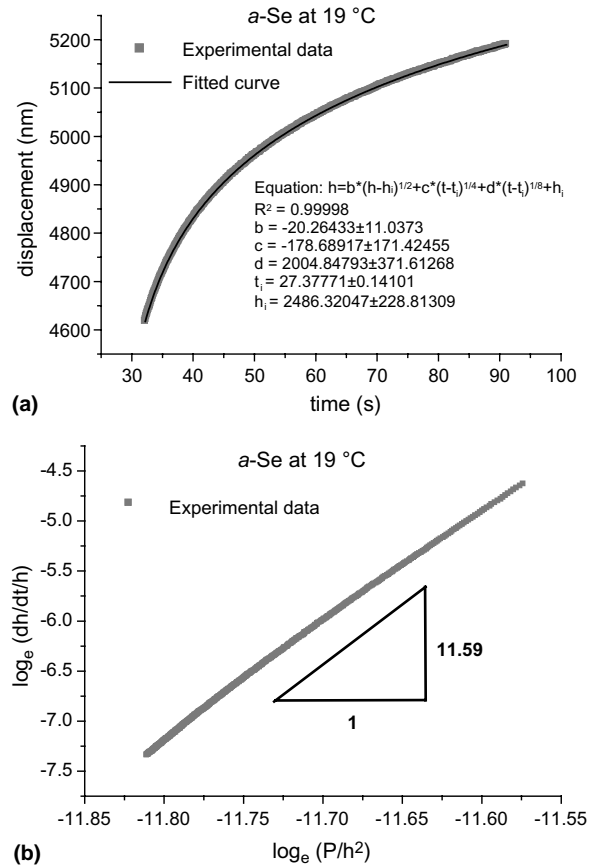 a-Se at 19 °C
Experimental data
Fitted curve
Equation: h=b*(h-hᵢ)¹/²+c*(t-tᵢ)¹/⁴+d*(t-tᵢ)¹/⁸+hᵢ
R² = 0.99998
b = -20.26433±11.0373
c = -178.68917±171.42455
d = 2004.84793±371.61268
tᵢ = 27.37771±0.14101
hᵢ = 2486.32047±228.81309
displacement (nm)
5200
5100
5000
4900
4800
4700
4600
30 40 50 60 70 80 90 100
time (s)
(a)
a-Se at 19 °C
Experimental data
logₑ (dh/dt/h)
-4.5
-5.0
-5.5
-6.0
-6.5
-7.0
-7.5
11.59
1
-11.85 -11.80 -11.75 -11.70 -11.65 -11.60 -11.55
logₑ (P/h²)
(b)